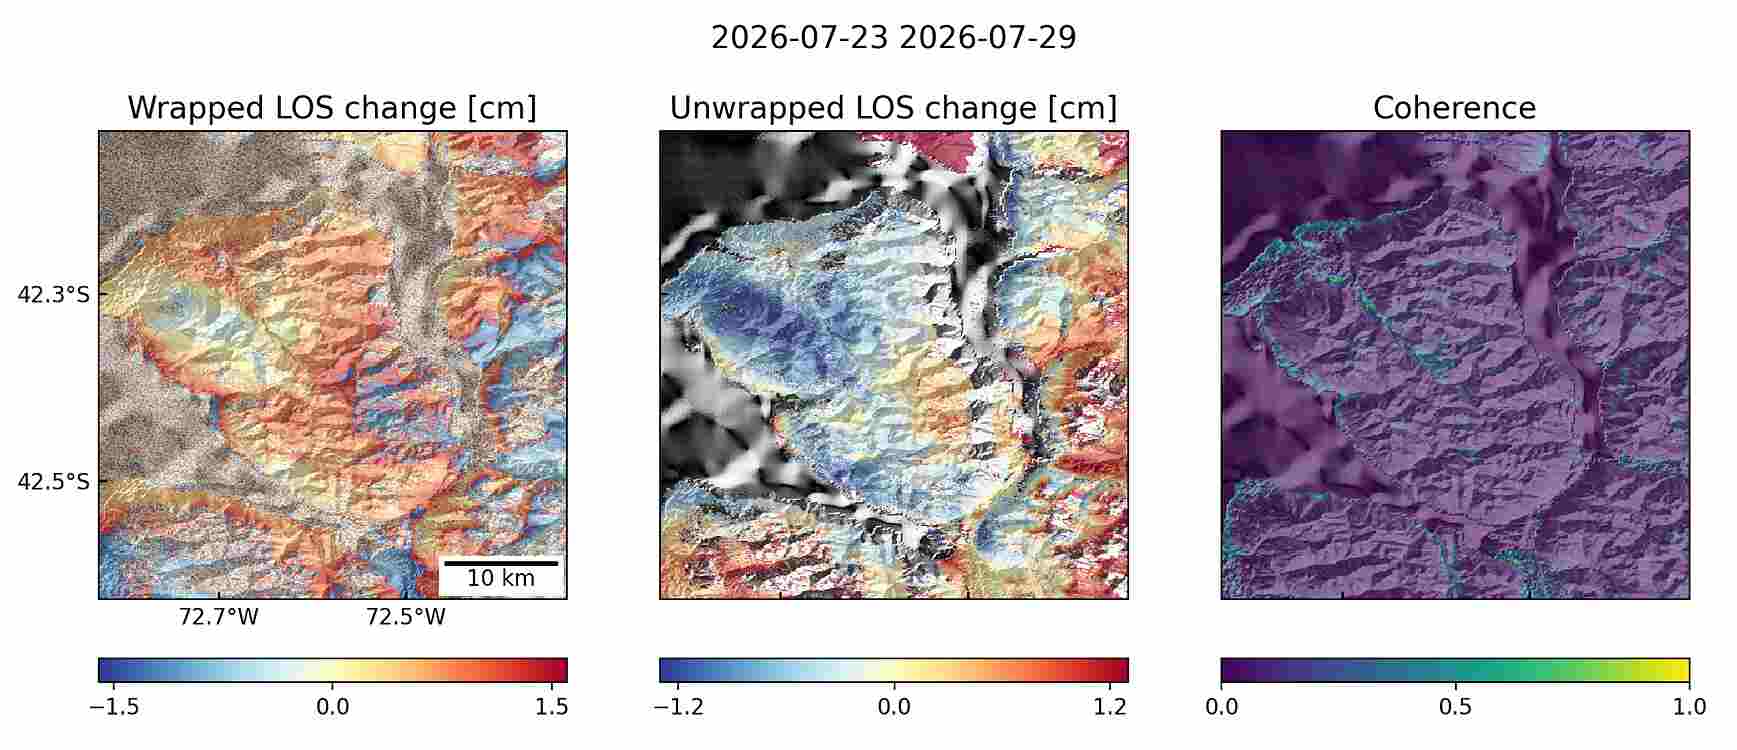 2026-07-23 2026-07-29
Wrapped LOS change [cm]
Unwrapped LOS change [cm]
Coherence
42.3°S
42.5°S
10 km
72.7°W
72.5°W
−1.5
0.0
1.5
−1.2
0.0
1.2
0.0
0.5
1.0